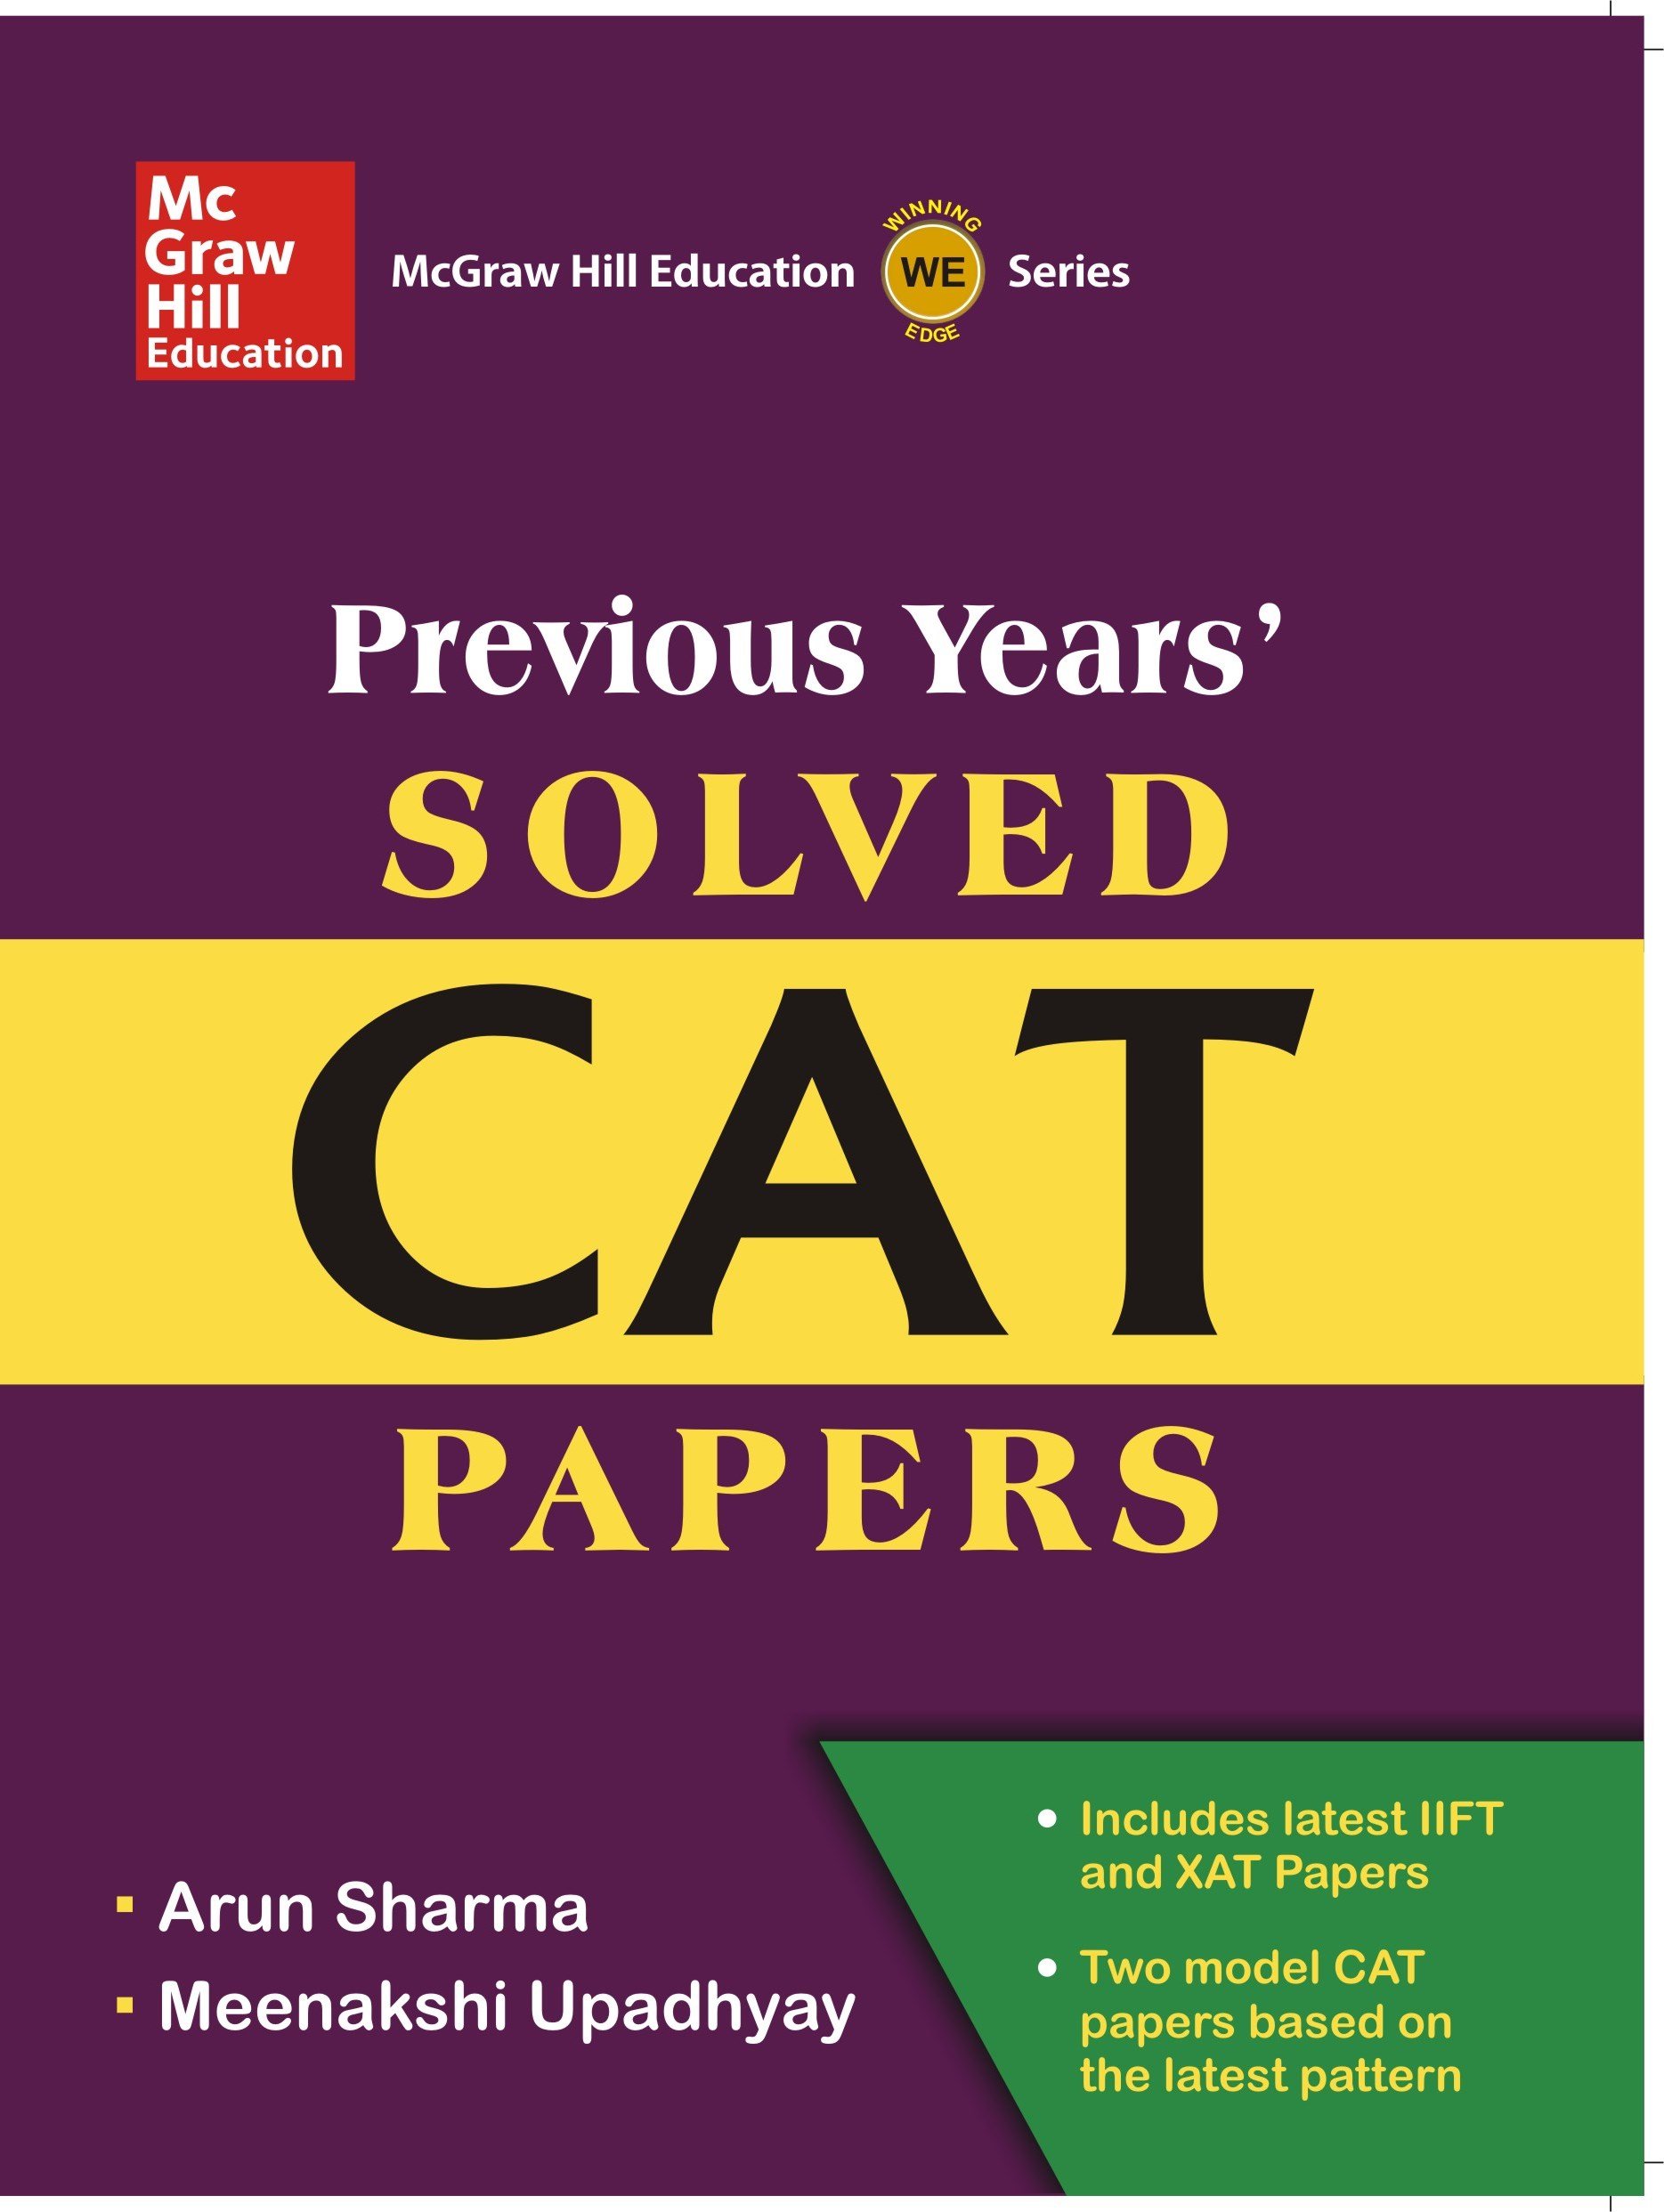 Mc
Graw
Hill
Education
McGraw Hill Education WINNING WE EDGE Series
Previous Years’
SOLVED
CAT
PAPERS
▪ Arun Sharma
▪ Meenakshi Upadhyay
• Includes latest IIFT
and XAT Papers
• Two model CAT
papers based on
the latest pattern